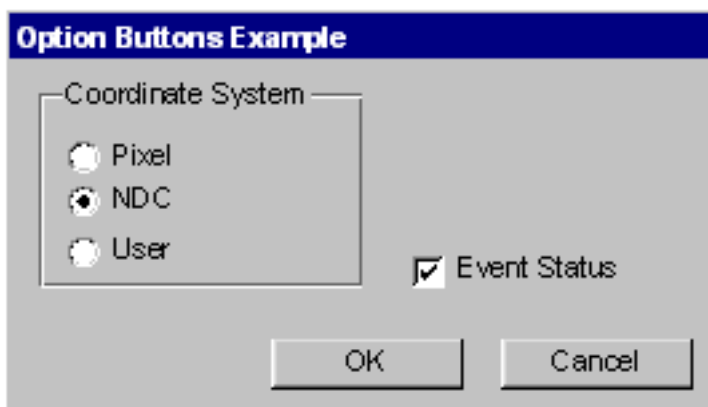 Option Buttons Example
Coordinate System
Pixel
NDC
User
Event Status
OK
Cancel